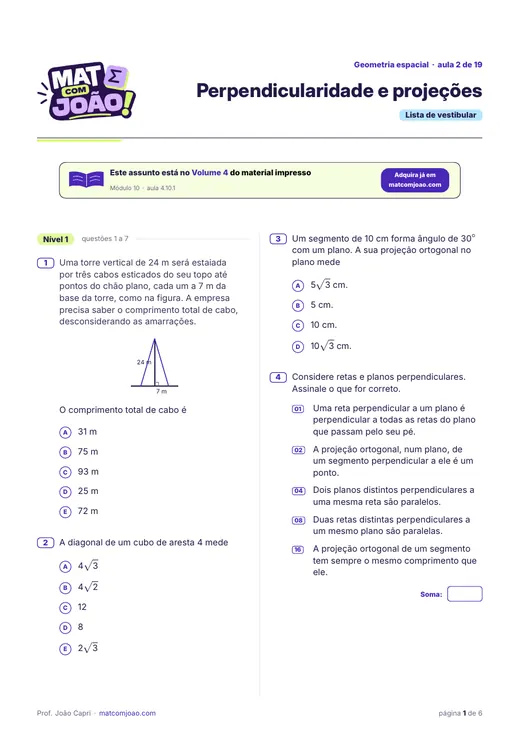 MAT
COM
JOÃO!
Σ
Geometria espacial · aula 2 de 19
Perpendicularidade e projeções
Lista de vestibular
Este assunto está no Volume 4 do material impresso
Módulo 10 · aula 4.10.1
Adquira já em
matcomjoao.com
Nível 1 questões 1 a 7
1 Uma torre vertical de 24 m será estaiada
por três cabos esticados do seu topo até
pontos do chão plano, cada um a 7 m da
base da torre, como na figura. A empresa
precisa saber o comprimento total de cabo,
desconsiderando as amarrações.
24 m
7 m
O comprimento total de cabo é
A 31 m
B 75 m
C 93 m
D 25 m
E 72 m
2 A diagonal de um cubo de aresta 4 mede
A 4√3
B 4√2
C 12
D 8
E 2√3
3 Um segmento de 10 cm forma ângulo de 30°
com um plano. A sua projeção ortogonal no
plano mede
A 5√3 cm.
B 5 cm.
C 10 cm.
D 10√3 cm.
4 Considere retas e planos perpendiculares.
Assinale o que for correto.
01 Uma reta perpendicular a um plano é
perpendicular a todas as retas do plano
que passam pelo seu pé.
02 A projeção ortogonal, num plano, de
um segmento perpendicular a ele é um
ponto.
04 Dois planos distintos perpendiculares a
uma mesma reta são paralelos.
08 Duas retas distintas perpendiculares a
um mesmo plano são paralelas.
16 A projeção ortogonal de um segmento
tem sempre o mesmo comprimento que
ele.
Soma:
Prof. João Capri · matcomjoao.com
página 1 de 6